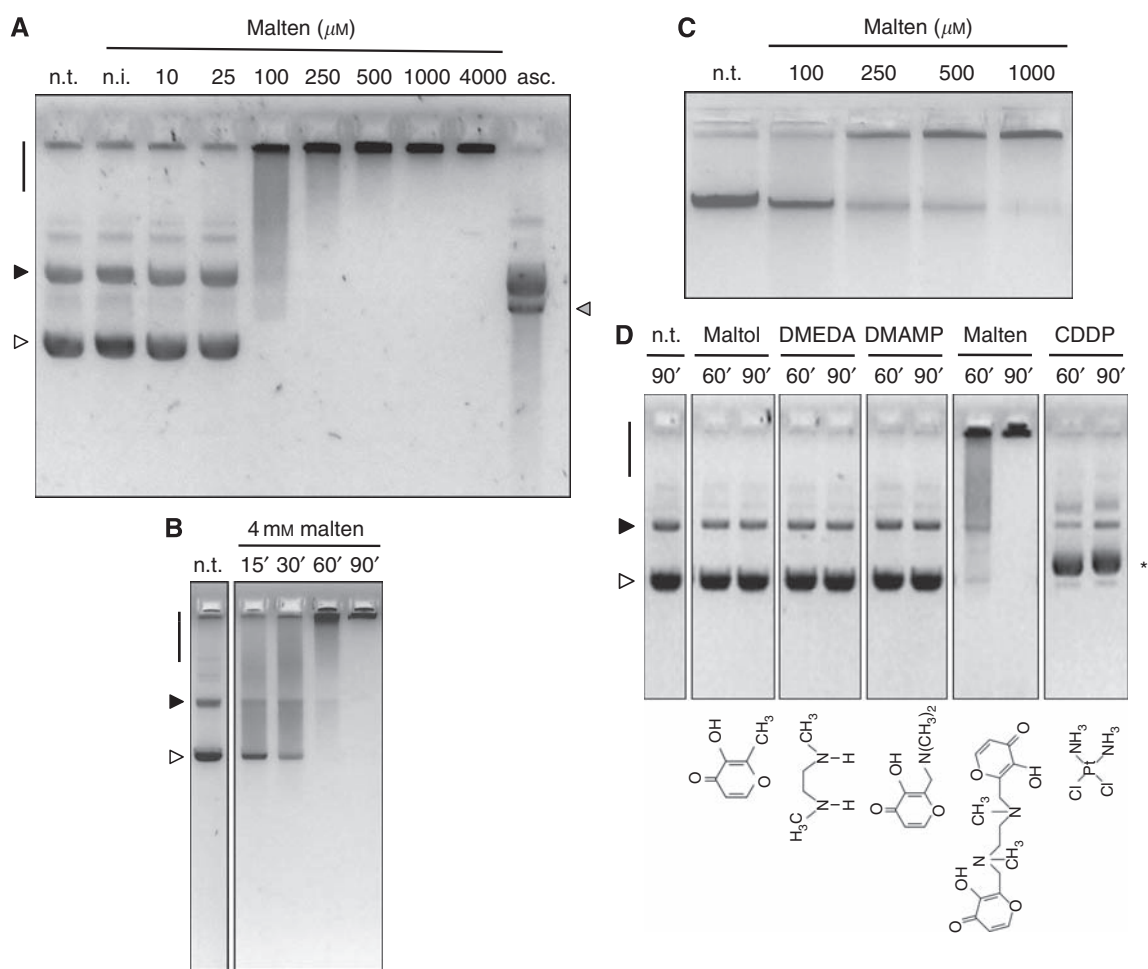 A
Malten (μM)
n.t. n.i. 10 25 100 250 500 1000 4000 asc.
B
4 mM malten
n.t. 15′ 30′ 60′ 90′
C
Malten (μM)
n.t. 100 250 500 1000
D
n.t. Maltol DMEDA DMAMP Malten CDDP
90′ 60′ 90′ 60′ 90′ 60′ 90′ 60′ 90′ 60′ 90′
*
OH CH3 O O
CH3 N H N H H3C
N(CH3)2 OH O O
O O OH N CH3 N CH3 OH O O
NH3 NH3 Pt Cl Cl